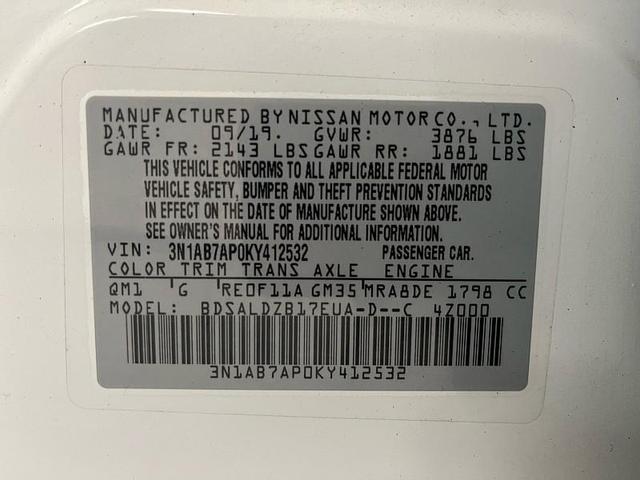 MANUFACTURED BY NISSAN MOTOR CO., LTD.
DATE: 09/19. GVWR: 3876 LBS
GAWR FR: 2143 LBS GAWR RR: 1881 LBS
THIS VEHICLE CONFORMS TO ALL APPLICABLE FEDERAL MOTOR
VEHICLE SAFETY, BUMPER AND THEFT PREVENTION STANDARDS
IN EFFECT ON THE DATE OF MANUFACTURE SHOWN ABOVE.
SEE OWNER'S MANUAL FOR ADDITIONAL INFORMATION.
VIN: 3N1AB7AP0KY412532 PASSENGER CAR.
COLOR TRIM TRANS AXLE ENGINE
QM1 G RE0F11A GM35 MRA8DE 1798 CC
MODEL: BDSALDZB17EUA-D--C 4Z000
3N1AB7AP0KY412532